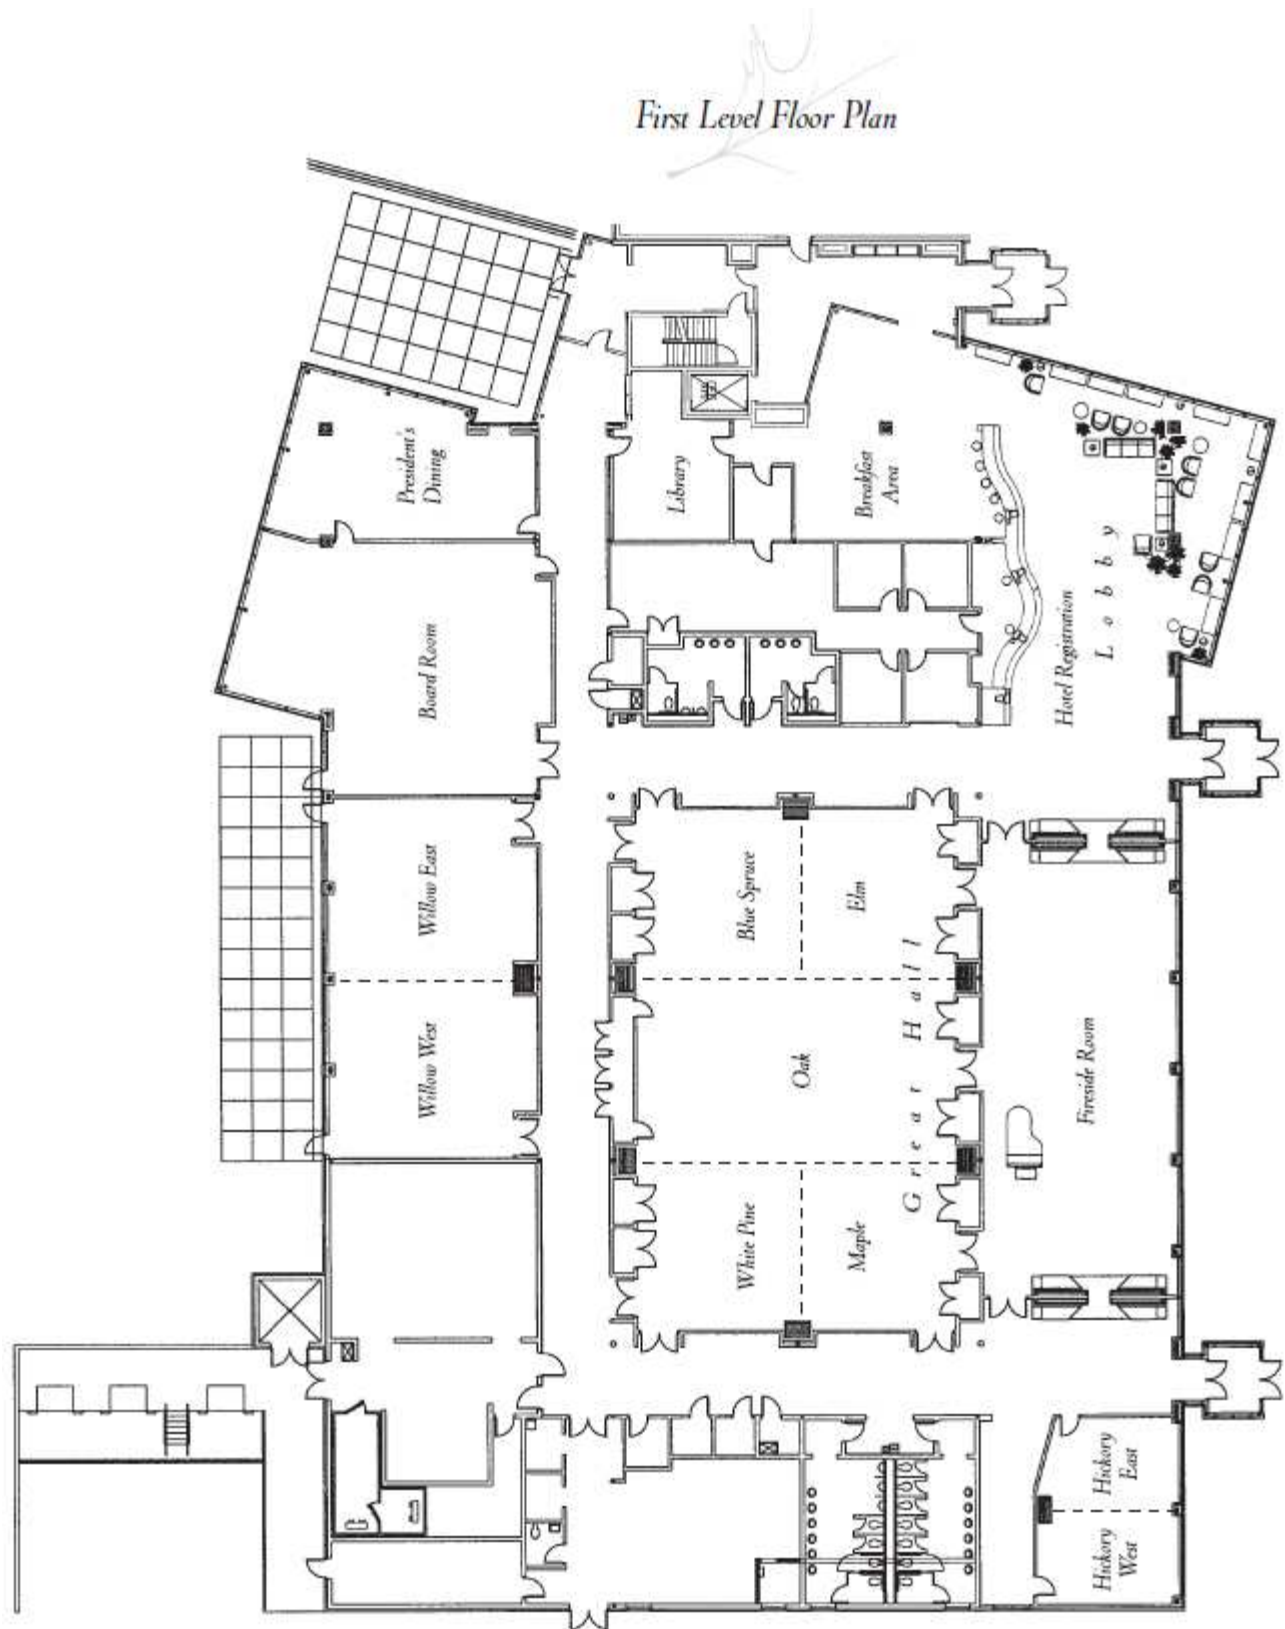 First Level Floor Plan
President's
Dining
Library
Breakfast
Area
Board Room
Hotel Registration
Lobby
Willow East
Blue Spruce
Elm
Willow West
Oak
Great Hall
Fireside Room
White Pine
Maple
Hickory
East
Hickory
West